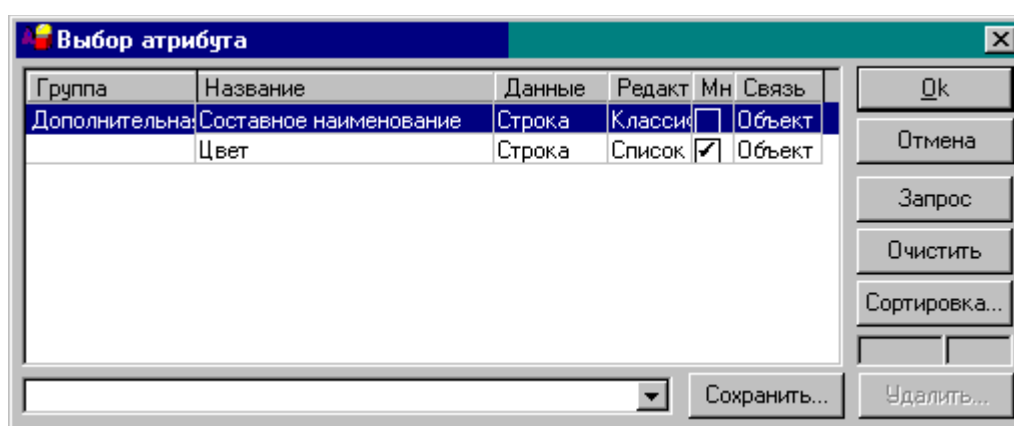 Выбор атрибута
Группа Название Данные Редакт Мн Связь
Дополнительна Составное наименование Строка Классиф Объект
Цвет Строка Список Объект
Ok
Отмена
Запрос
Очистить
Сортировка...
Сохранить... Удалить...